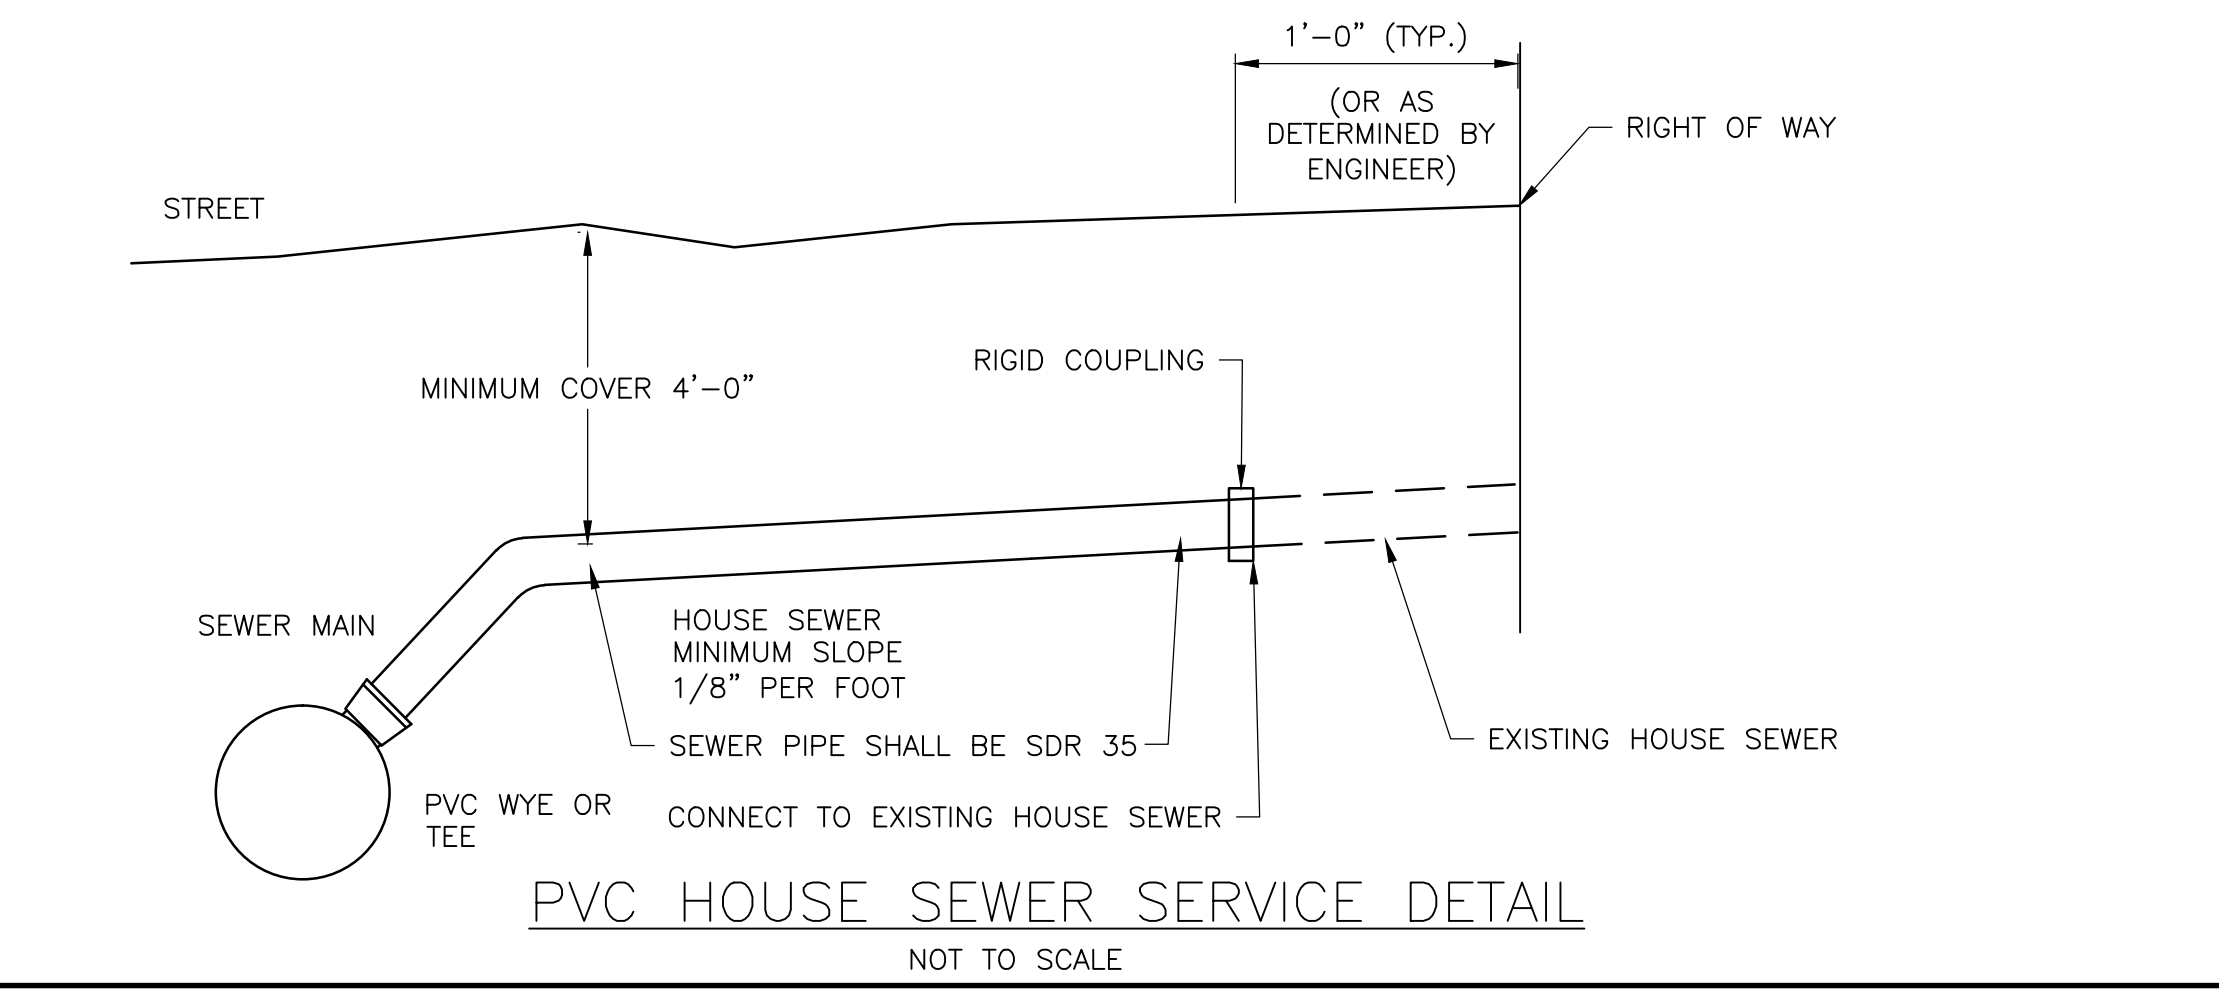 1'-0" (TYP.)
(OR AS
DETERMINED BY
ENGINEER)
RIGHT OF WAY
STREET
RIGID COUPLING
MINIMUM COVER 4'-0"
SEWER MAIN
HOUSE SEWER
MINIMUM SLOPE
1/8" PER FOOT
SEWER PIPE SHALL BE SDR 35
EXISTING HOUSE SEWER
PVC WYE OR
TEE
CONNECT TO EXISTING HOUSE SEWER
PVC HOUSE SEWER SERVICE DETAIL
NOT TO SCALE